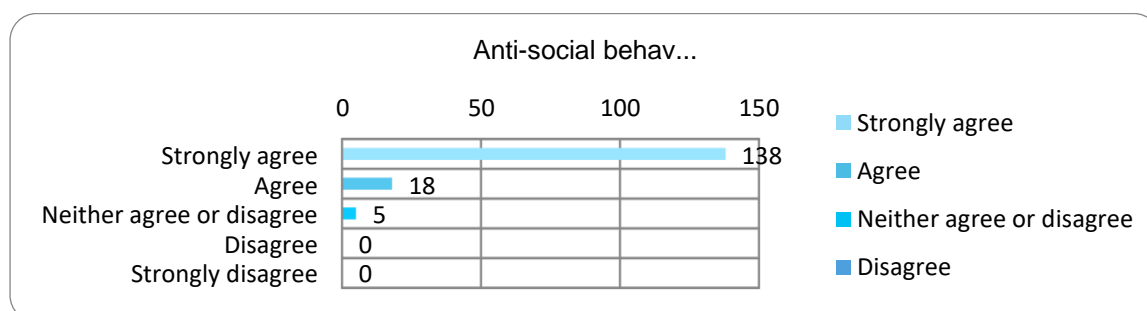 Anti-social behav...
0 50 100 150
Strongly agree 138
Agree 18
Neither agree or disagree 5
Disagree 0
Strongly disagree 0
Strongly agree
Agree
Neither agree or disagree
Disagree